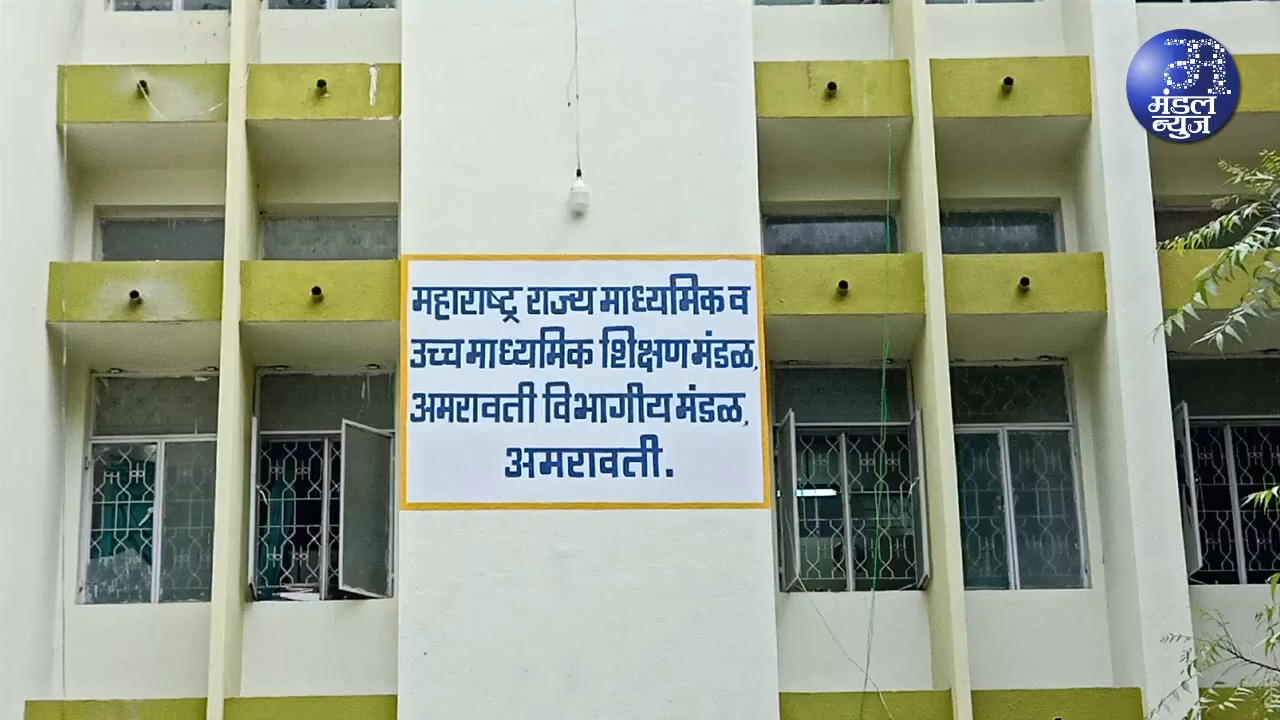 महाराष्ट्र राज्य माध्यमिक व
उच्च माध्यमिक शिक्षण मंडळ,
अमरावती विभागीय मंडळ,
अमरावती.
मंडल
न्युज